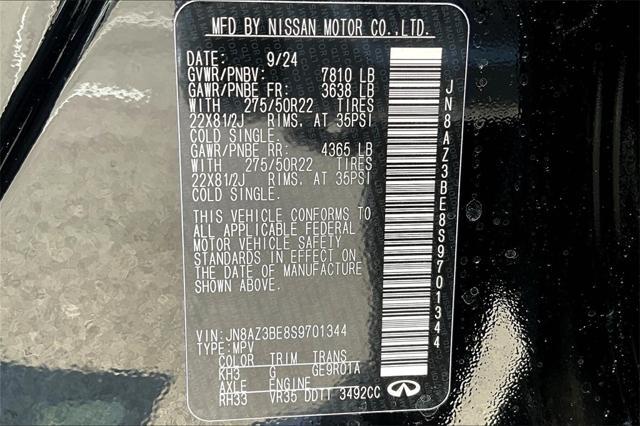 MFD BY NISSAN MOTOR CO.,LTD.
DATE: 9/24
GVWR/PNBV: 7810 LB
GAWR/PNBE FR: 3638 LB
WITH 275/50R22 TIRES
22X81/2J RIMS, AT 35PSI
COLD SINGLE.
GAWR/PNBE RR: 4365 LB
WITH 275/50R22 TIRES
22X81/2J RIMS, AT 35PSI
COLD SINGLE.
THIS VEHICLE CONFORMS TO
ALL APPLICABLE FEDERAL
MOTOR VEHICLE SAFETY
STANDARDS IN EFFECT ON
THE DATE OF MANUFACTURE
SHOWN ABOVE.
VIN: JN8AZ3BE8S9701344
TYPE: MPV
COLOR TRIM TRANS
KH3 G GE9R01A
AXLE ENGINE
RH33 VR35 DDTT 3492CC
JN8AZ3BE8S9701344
INFINITI